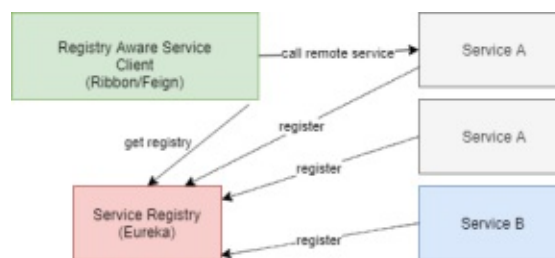 Registry Aware Service
Client
(Ribbon/Feign)
call remote service
Service A
register
get registry
Service A
register
Service Registry
(Eureka)
Service B
register